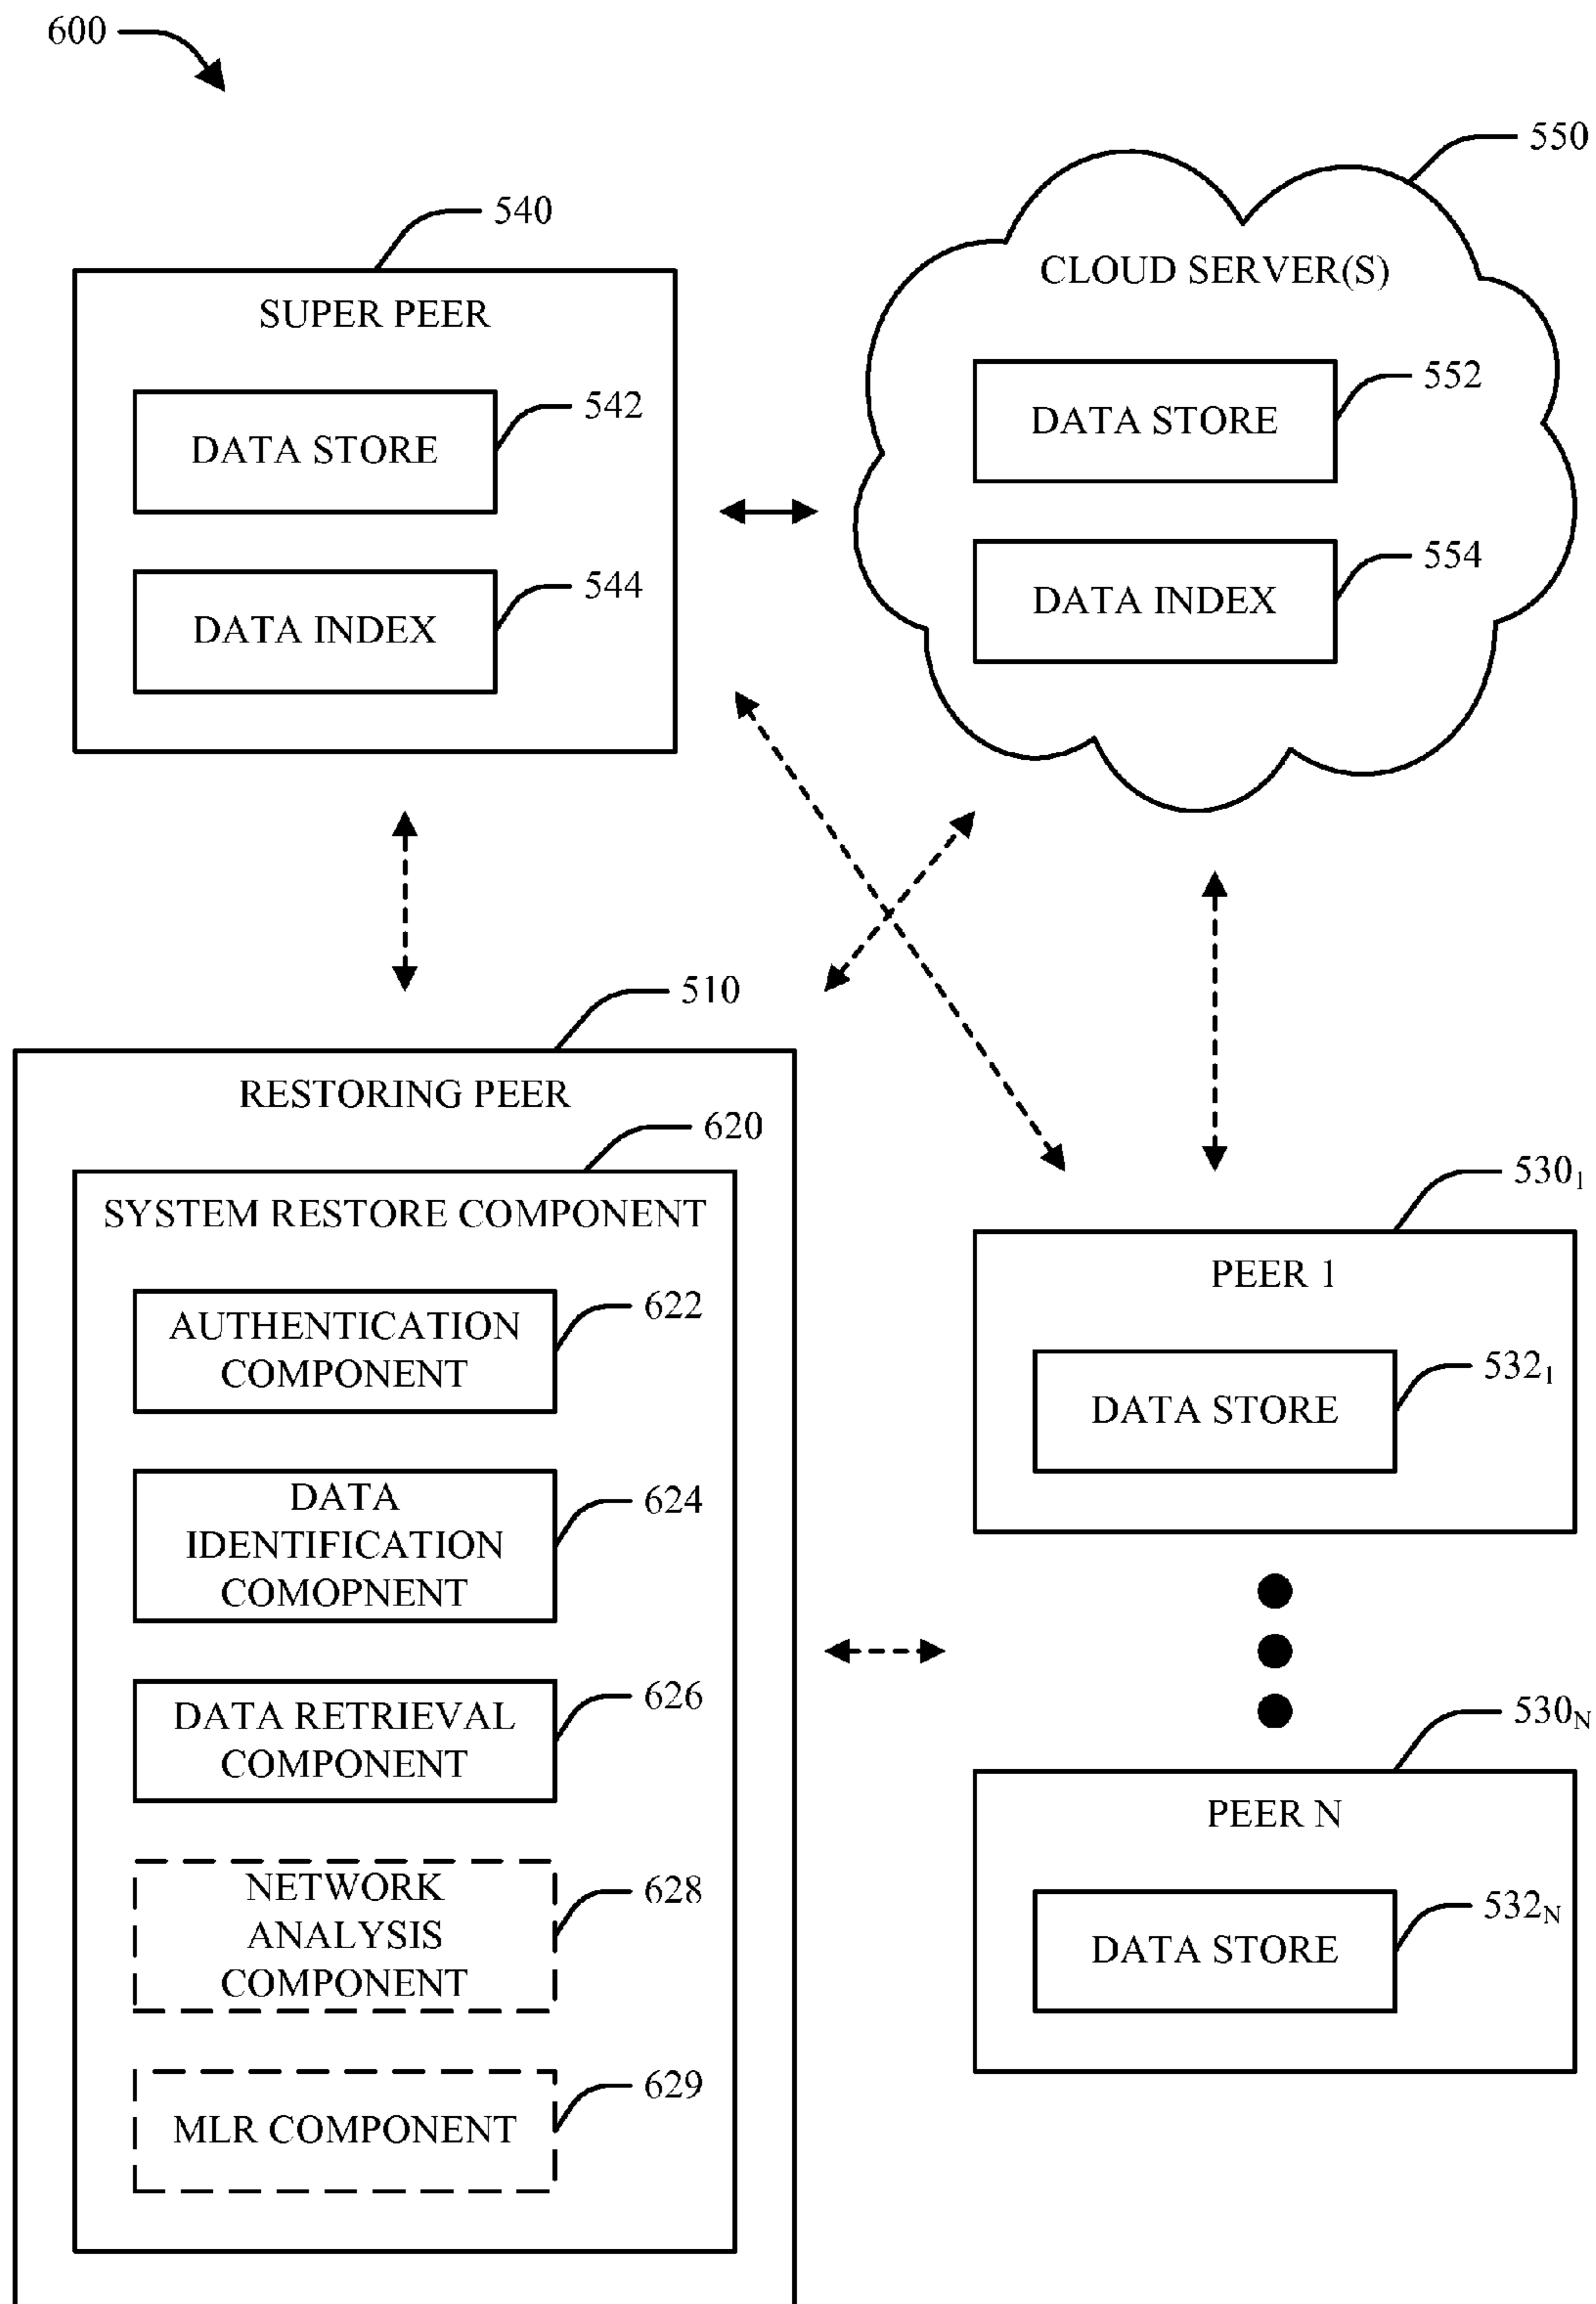 600
550
540
CLOUD SERVER(S)
SUPER PEER
552
542
DATA STORE
DATA STORE
554
544
DATA INDEX
DATA INDEX
510
RESTORING PEER
620
SYSTEM RESTORE COMPONENT
622
AUTHENTICATION
COMPONENT
624
DATA
IDENTIFICATION
COMOPNENT
626
DATA RETRIEVAL
COMPONENT
628
NETWORK
ANALYSIS
COMPONENT
629
MLR COMPONENT
530₁
PEER 1
532₁
DATA STORE
530N
PEER N
532N
DATA STORE